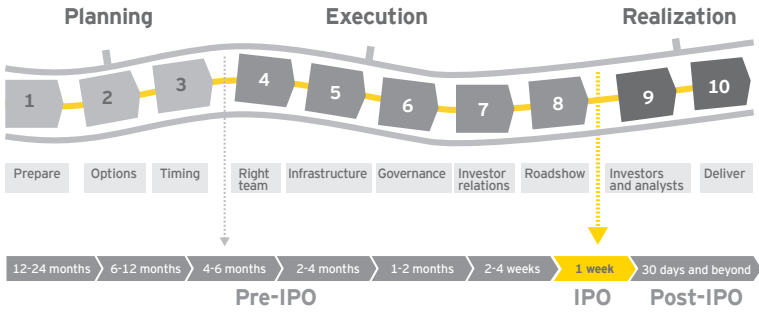 Planning
Execution
Realization
1
2
3
4
5
6
7
8
9
10
Prepare
Options
Timing
Right
team
Infrastructure
Governance
Investor
relations
Roadshow
Investors
and analysts
Deliver
12-24 months
6-12 months
4-6 months
2-4 months
1-2 months
2-4 weeks
1 week
30 days and beyond
Pre-IPO
IPO
Post-IPO